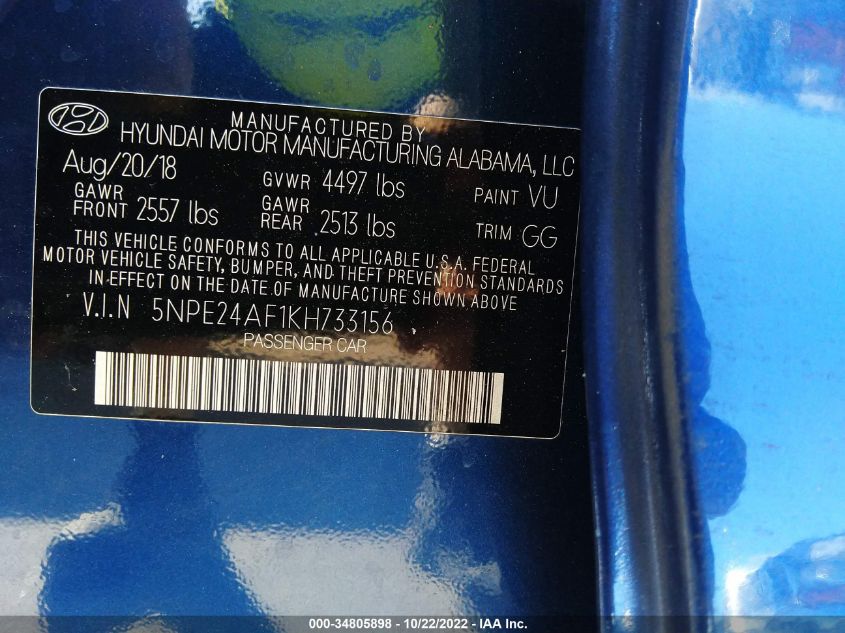 MANUFACTURED BY
HYUNDAI MOTOR MANUFACTURING ALABAMA, LLC
Aug/20/18 GVWR 4497 lbs PAINT VU
GAWR FRONT 2557 lbs GAWR REAR 2513 lbs TRIM GG
THIS VEHICLE CONFORMS TO ALL APPLICABLE U.S.A. FEDERAL
MOTOR VEHICLE SAFETY, BUMPER, AND THEFT PREVENTION STANDARDS
IN EFFECT ON THE DATE OF MANUFACTURE SHOWN ABOVE
V.I.N 5NPE24AF1KH733156
PASSENGER CAR
000-34805898 - 10/22/2022 - IAA Inc.